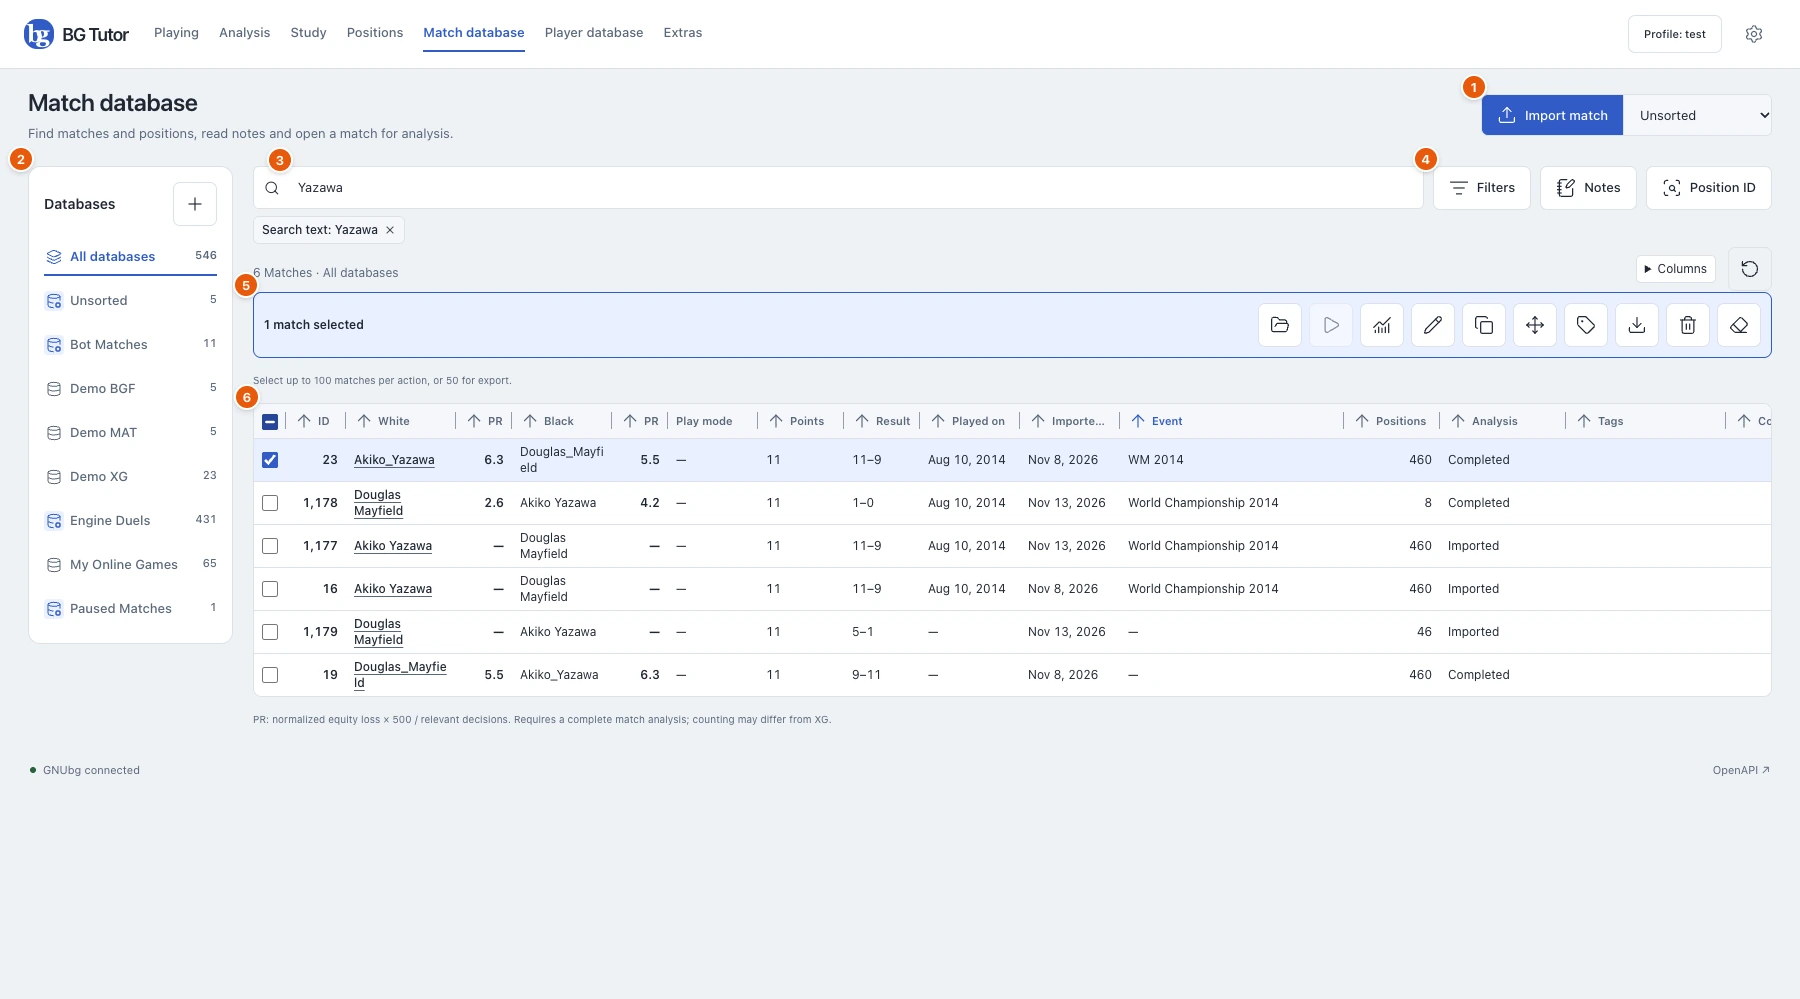 bg BG Tutor Playing Analysis Study Positions Match database Player database Extras Profile: test
Match database
Find matches and positions, read notes and open a match for analysis.
1
Import match Unsorted
2
Databases
All databases 546
Unsorted 5
Bot Matches 11
Demo BGF 5
Demo MAT 5
Demo XG 23
Engine Duels 431
My Online Games 65
Paused Matches 1
3
Yazawa
4
Filters Notes Position ID
Search text: Yazawa ×
6 Matches · All databases
Columns
5
1 match selected
Select up to 100 matches per action, or 50 for export.
6
ID White PR Black PR Play mode Points Result Played on Importe... Event Positions Analysis Tags Co
23 Akiko_Yazawa 6.3 Douglas_Mayfi
eld 5.5 — 11 11–9 Aug 10, 2014 Nov 8, 2026 WM 2014 460 Completed
1,178 Douglas
Mayfield 2.6 Akiko Yazawa 4.2 — 11 1–0 Aug 10, 2014 Nov 13, 2026 World Championship 2014 8 Completed
1,177 Akiko Yazawa — Douglas
Mayfield — — 11 11–9 Aug 10, 2014 Nov 13, 2026 World Championship 2014 460 Imported
16 Akiko Yazawa — Douglas
Mayfield — — 11 11–9 Aug 10, 2014 Nov 8, 2026 World Championship 2014 460 Imported
1,179 Douglas
Mayfield — Akiko Yazawa — — 11 5–1 — Nov 13, 2026 — 46 Imported
19 Douglas_Mayfie
ld 5.5 Akiko_Yazawa 6.3 — 11 9–11 — Nov 8, 2026 — 460 Completed
PR: normalized equity loss × 500 / relevant decisions. Requires a complete match analysis; counting may differ from XG.
GNUbg connected
OpenAPI ↗